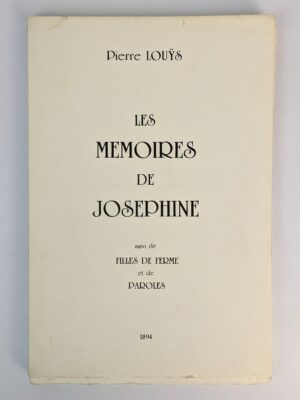 Pierre LOUŸS
LES
MEMOIRES
DE
JOSEPHINE
suivi de
FILLES DE FERME
et de
PAROLES
1894